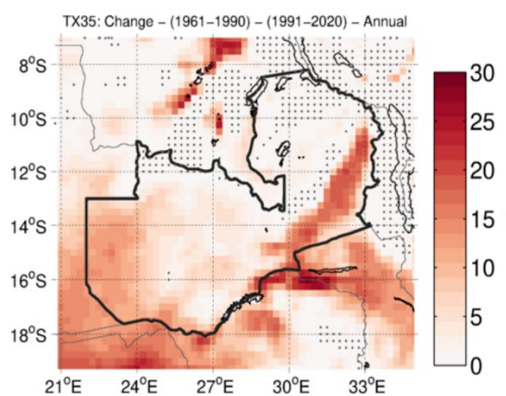 TX35: Change – (1961–1990) – (1991–2020) – Annual
8°S
10°S
12°S
14°S
16°S
18°S
21°E 24°E 27°E 30°E 33°E
30
25
20
15
10
5
0